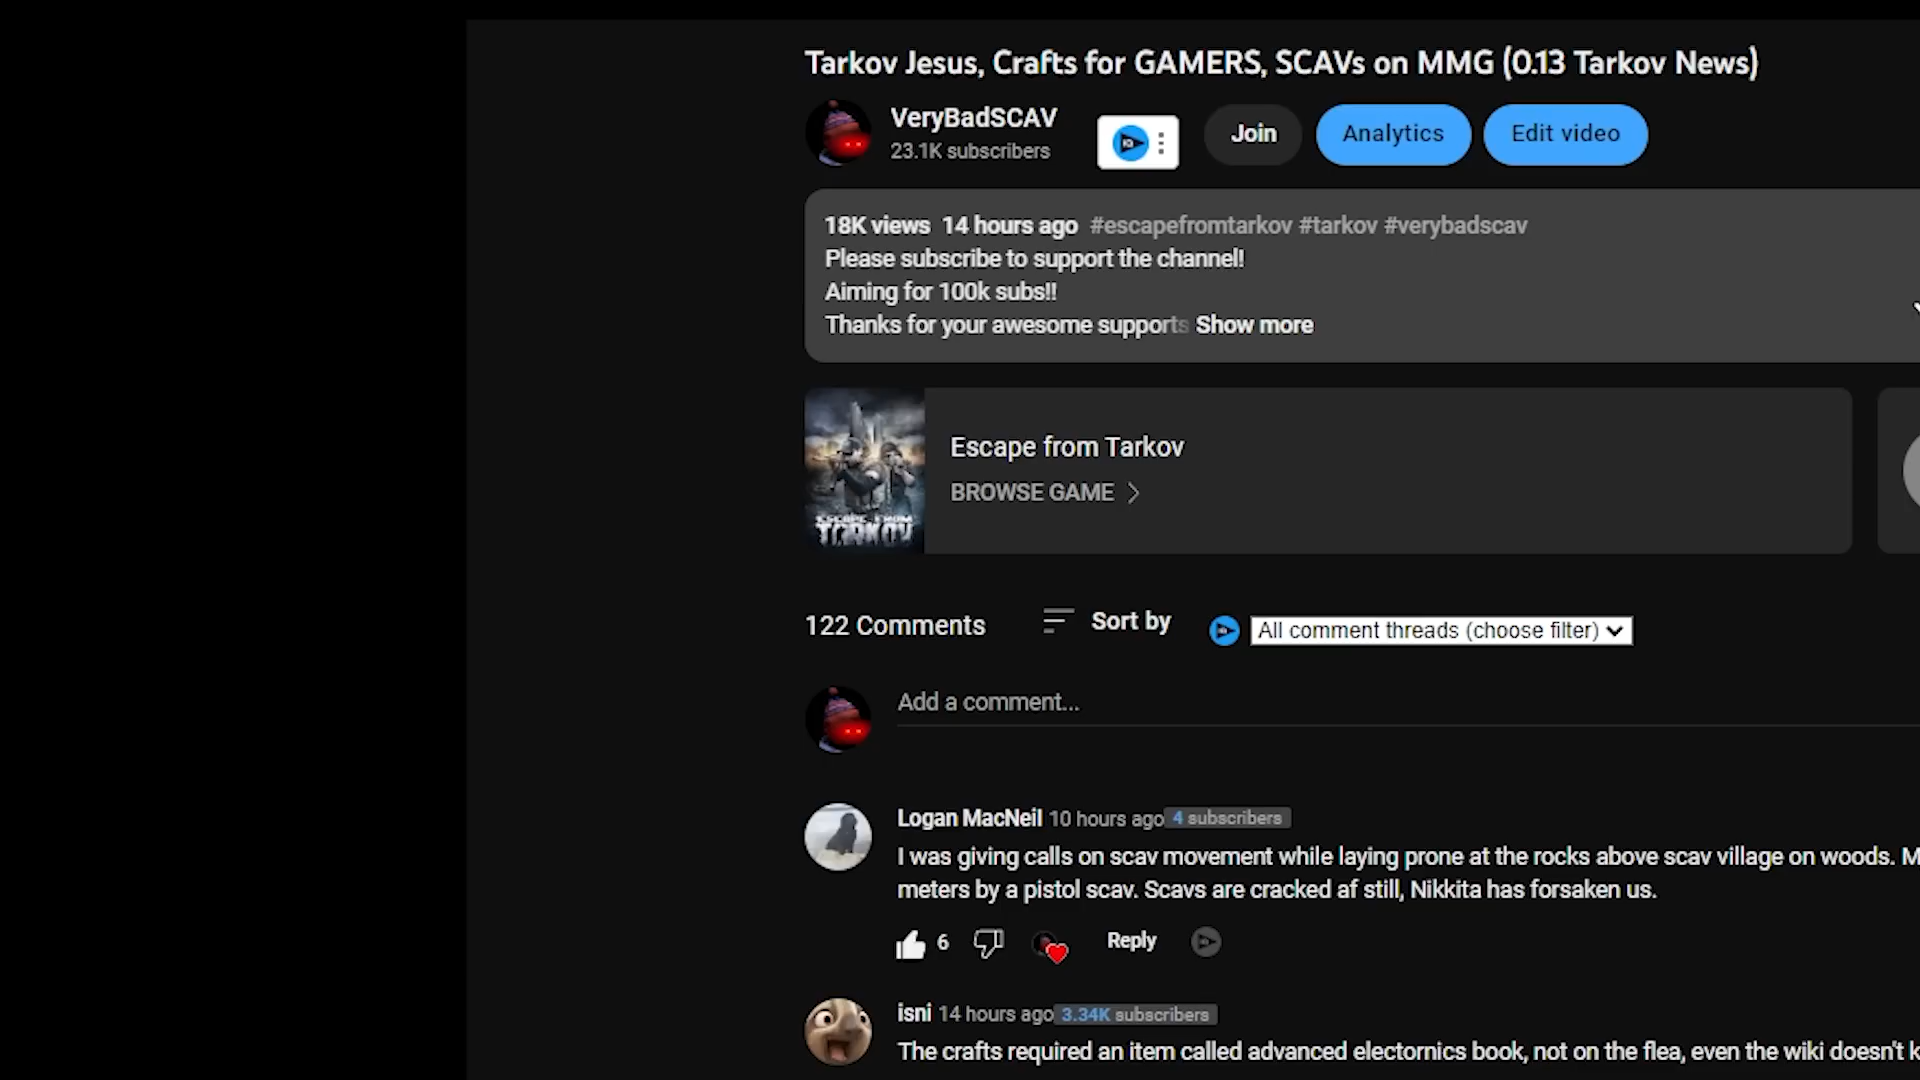 Tarkov Jesus, Crafts for GAMERS, SCAVs on MMG (0.13 Tarkov News)
VeryBadSCAV
23.1K subscribers
Join
Analytics
Edit video
18K views 14 hours ago #escapefromtarkov #tarkov #verybadscav
Please subscribe to support the channel!
Aiming for 100k subs!!
Thanks for your awesome supports Show more
ESCAPE FROM
TARKOV
Escape from Tarkov
BROWSE GAME
122 Comments
Sort by
All comment threads (choose filter)
Add a comment...
Logan MacNeil 10 hours ago 4 subscribers
I was giving calls on scav movement while laying prone at the rocks above scav village on woods.
meters by a pistol scav. Scavs are cracked af still, Nikkita has forsaken us.
6
Reply
isni 14 hours ago 3.34K subscribers
The crafts required an item called advanced electornics book, not on the flea, even the wiki doesn't